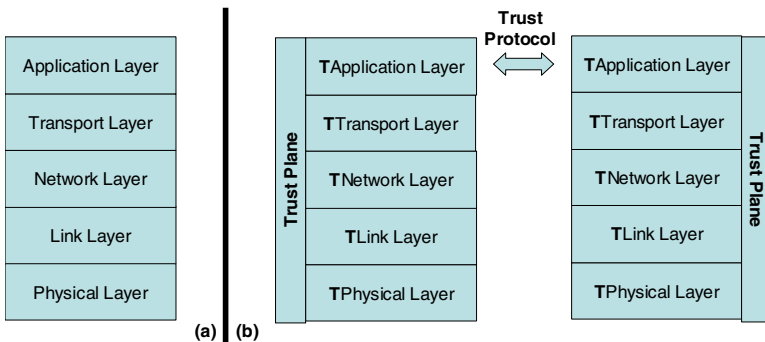 Application Layer
Transport Layer
Network Layer
Link Layer
Physical Layer
(a)
(b)
Trust Plane
TApplication Layer
TTransport Layer
TNetwork Layer
TLink Layer
TPhysical Layer
Trust
Protocol
TApplication Layer
TTransport Layer
TNetwork Layer
TLink Layer
TPhysical Layer
Trust Plane